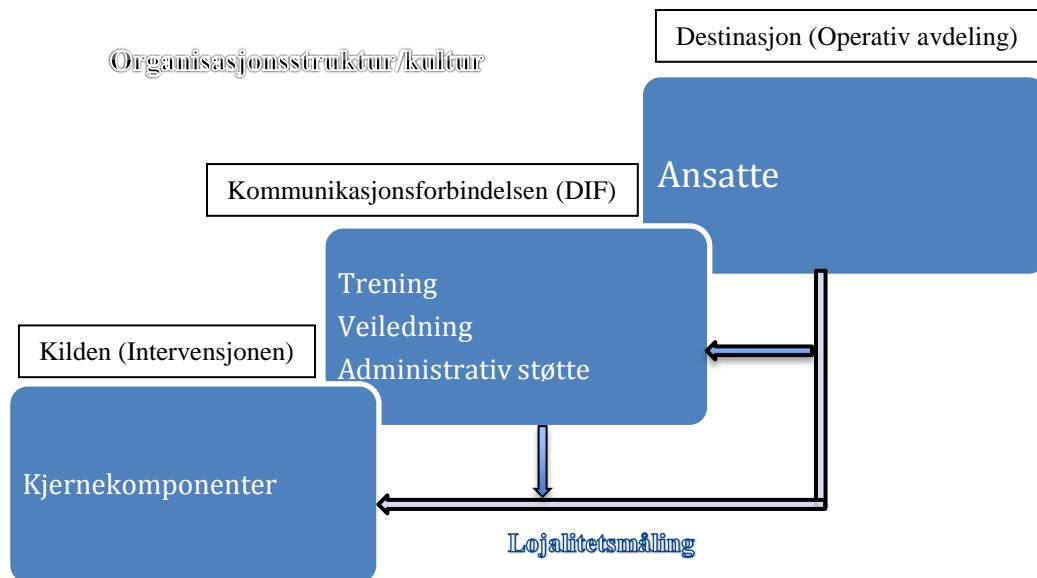 Destinasjon (Operativ avdeling)
Organisasjonsstruktur/kultur
Ansatte
Kommunikasjonsforbindelsen (DIF)
Trening
Veiledning
Administrativ støtte
Kilden (Intervensjonen)
Kjernekomponenter
Lojalitetsmåling